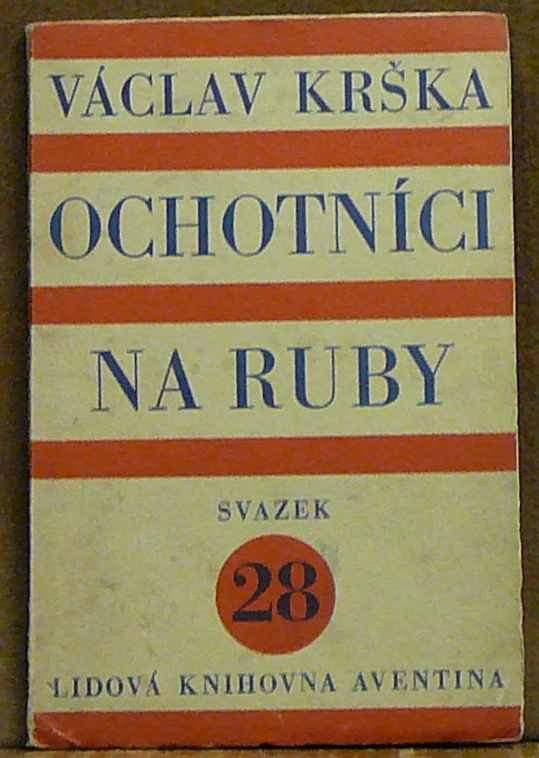 VÁCLAV KRŠKA
OCHOTNÍCI
NA RUBY
SVAZEK
28
LIDOVÁ KNIHOVNA AVENTINA